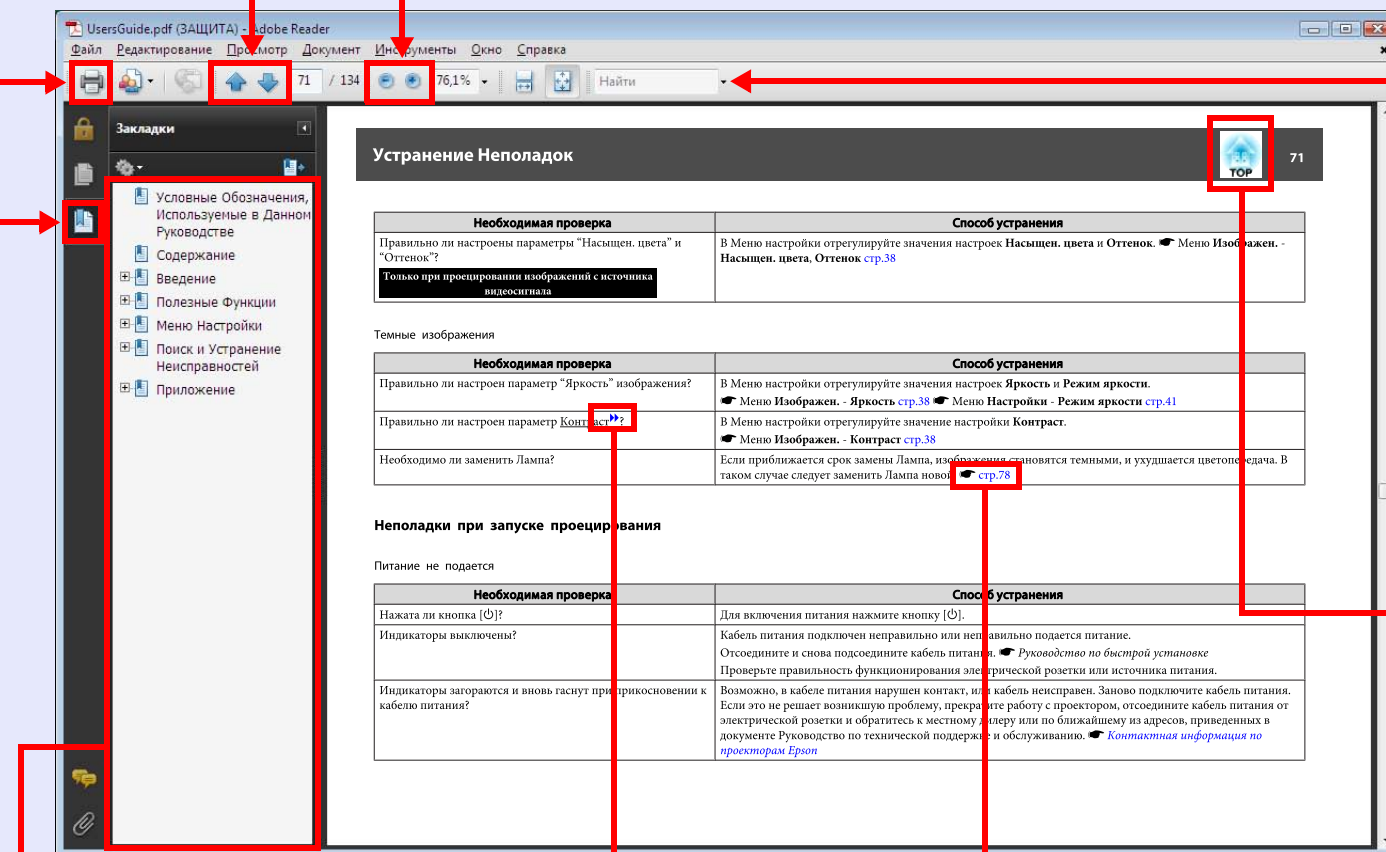 UsersGuide.pdf (ЗАЩИТА) - Adobe Reader
Файл Редактирование Просмотр Документ Инструменты Окно Справка
71 / 134 76,1% Найти
Закладки
Условные Обозначения,
Используемые в Данном
Руководстве
Содержание
Введение
Полезные Функции
Меню Настройки
Поиск и Устранение
Неисправностей
Приложение
Устранение Неполадок
TOP
71
Необходимая проверка Способ устранения
Правильно ли настроены параметры “Насыщен. цвета” и
“Оттенок”?
Только при проецировании изображений с источника
видеосигнала
В Меню настройки отрегулируйте значения настроек Насыщен. цвета и Оттенок. ☛ Меню Изображен. -
Насыщен. цвета, Оттенок стр.38
Темные изображения
Необходимая проверка Способ устранения
Правильно ли настроен параметр “Яркость” изображения?
В Меню настройки отрегулируйте значения настроек Яркость и Режим яркости.
☛ Меню Изображен. - Яркость стр.38 ☛ Меню Настройки - Режим яркости стр.41
Правильно ли настроен параметр Контраст?
В Меню настройки отрегулируйте значение настройки Контраст.
☛ Меню Изображен. - Контраст стр.38
Необходимо ли заменить Лампа?
Если приближается срок замены Лампа, изображения становятся темными, и ухудшается цветопередача. В
таком случае следует заменить Лампа новой. ☛ стр.78
Неполадки при запуске проецирования
Питание не подается
Необходимая проверка Способ устранения
Нажата ли кнопка [⏻]?
Для включения питания нажмите кнопку [⏻].
Индикаторы выключены?
Кабель питания подключен неправильно или неправильно подается питание.
Отсоедините и снова подсоедините кабель питания. ☛ Руководство по быстрой установке
Проверьте правильность функционирования электрической розетки или источника питания.
Индикаторы загораются и вновь гаснут при прикосновении к
кабелю питания?
Возможно, в кабеле питания нарушен контакт, или кабель неисправен. Заново подключите кабель питания.
Если это не решает возникшую проблему, прекратите работу с проектором, отсоедините кабель питания от
электрической розетки и обратитесь к местному дилеру или по ближайшему из адресов, приведенных в
документе Руководство по технической поддержке и обслуживанию. ☛ Контактная информация по
проекторам Epson